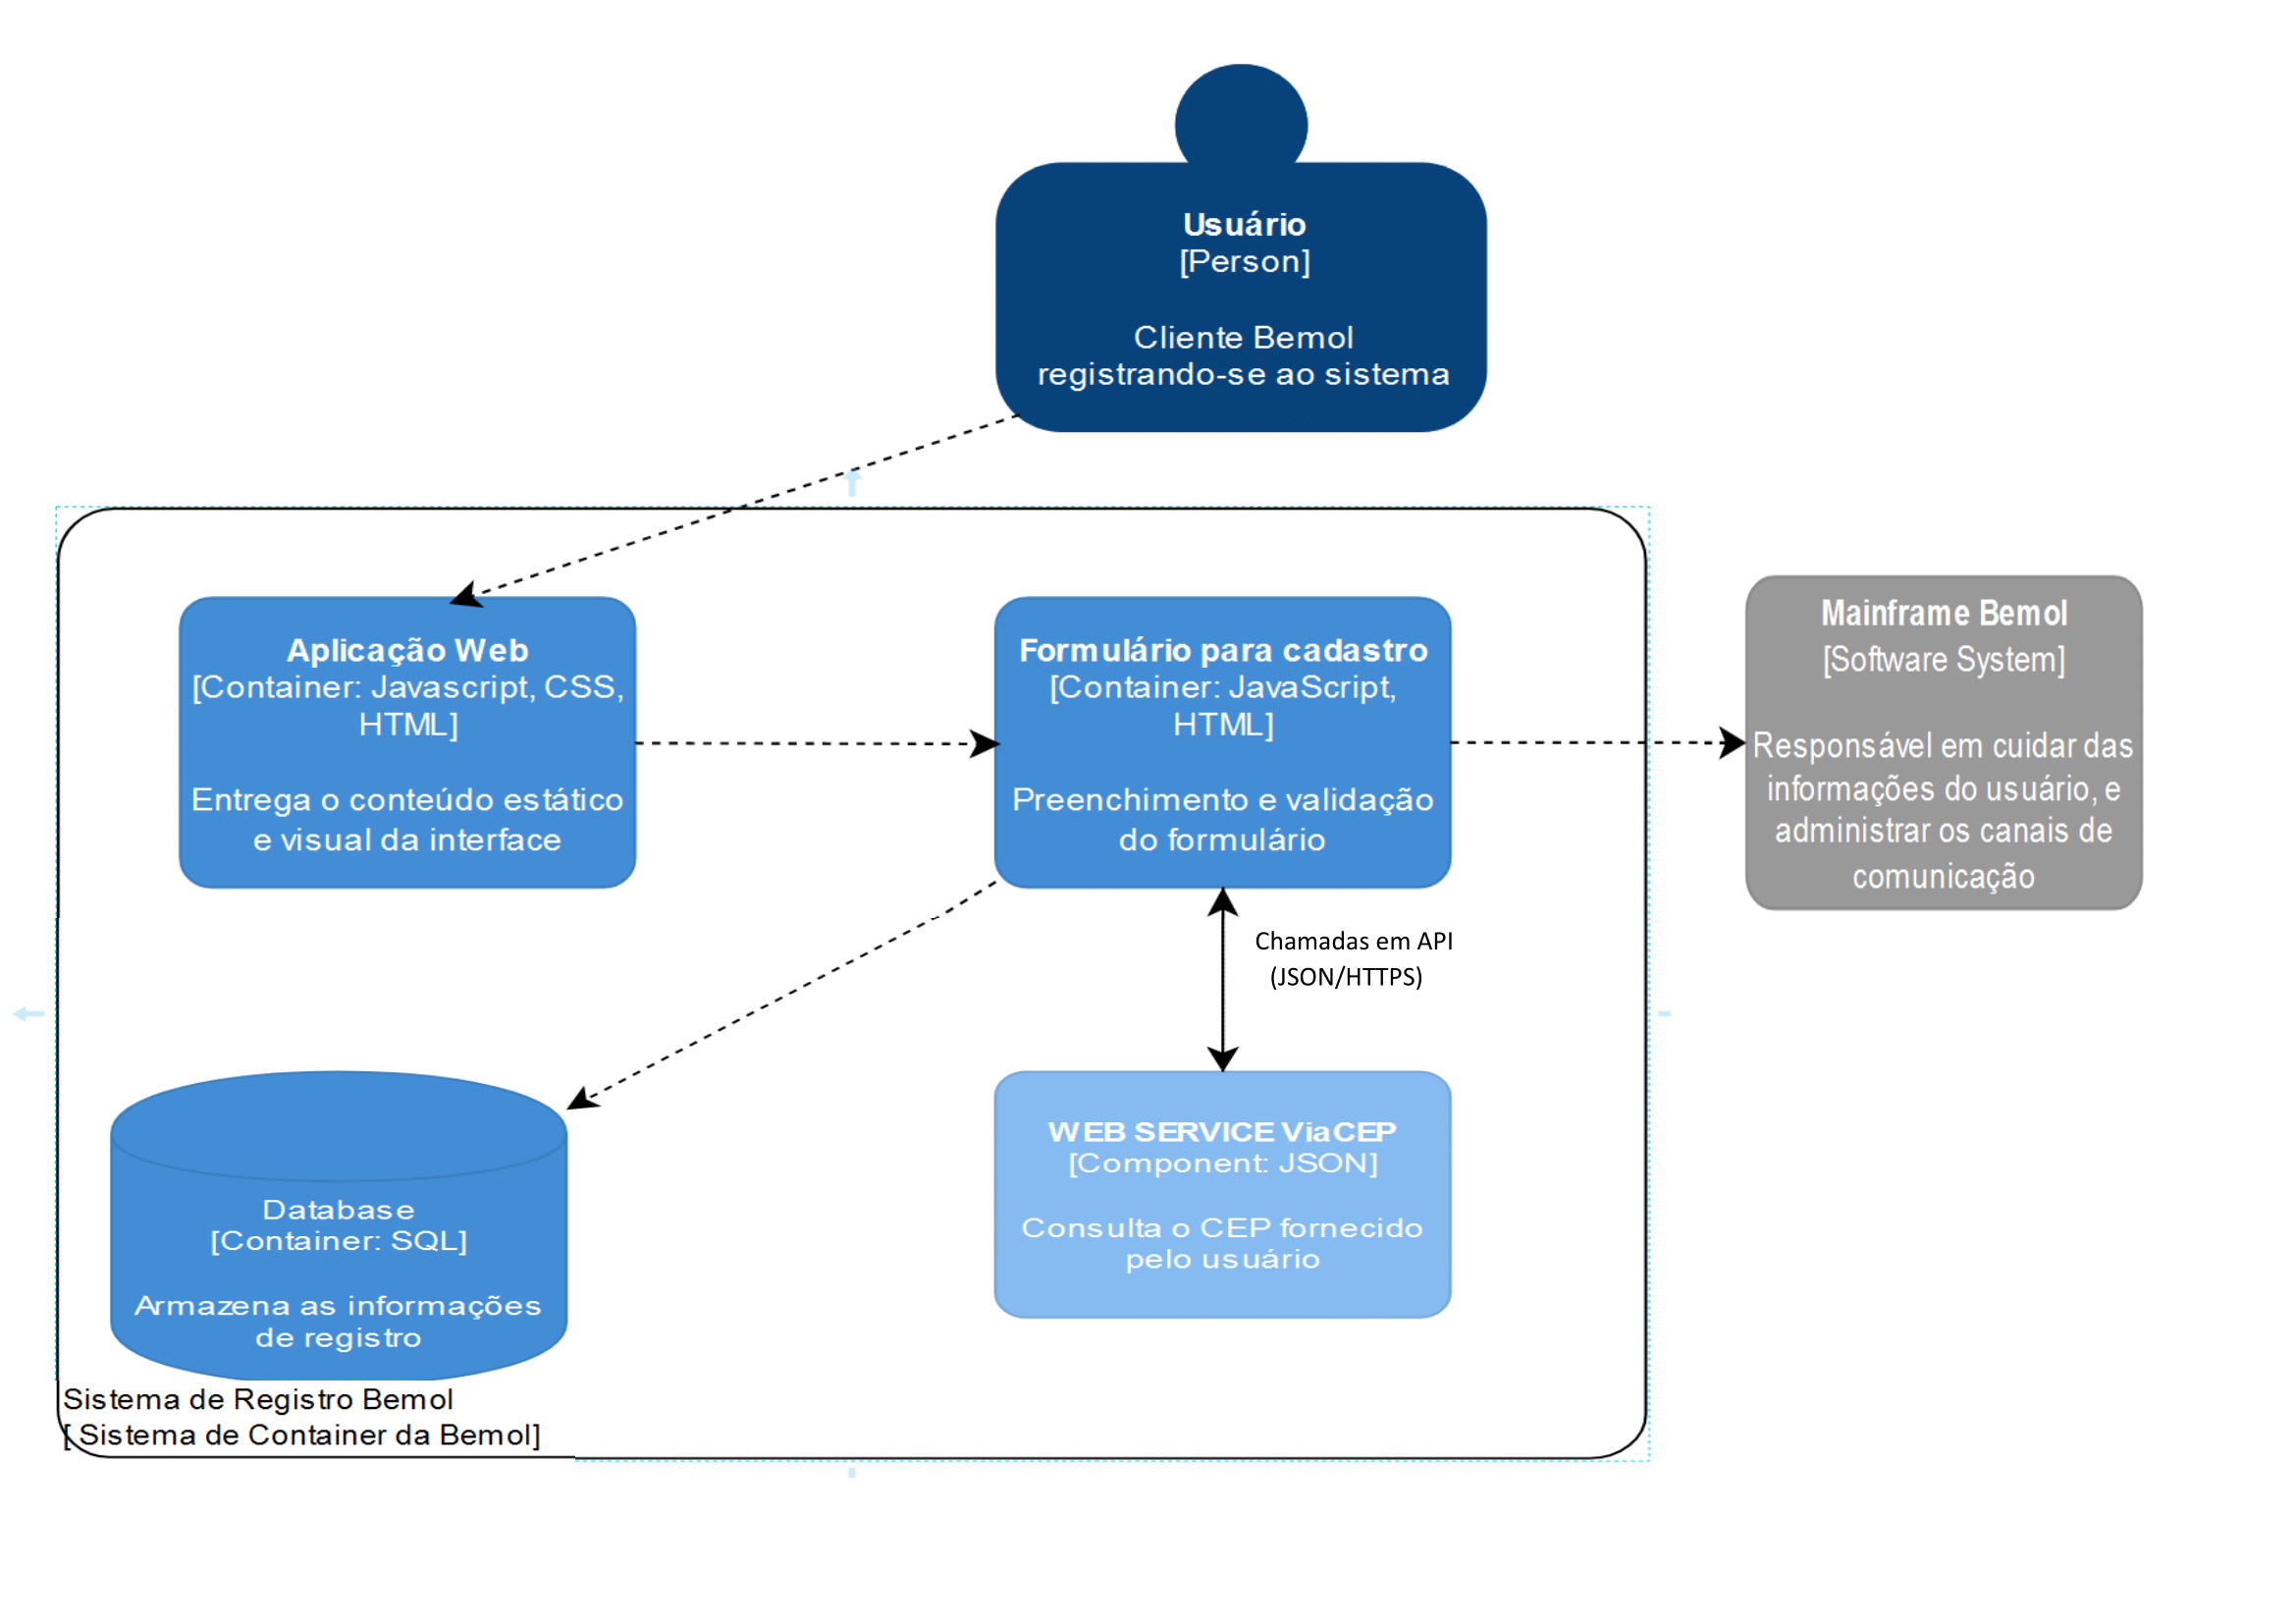 Usuário
[Person]
Cliente Bemol
registrando-se ao sistema
Aplicação Web
[Container: Javascript, CSS,
HTML]
Entrega o conteúdo estático
e visual da interface
Formulário para cadastro
[Container: JavaScript,
HTML]
Preenchimento e validação
do formulário
Mainframe Bemol
[Software System]
Responsável em cuidar das
informações do usuário, e
administrar os canais de
comunicação
Chamadas em API
(JSON/HTTPS)
WEB SERVICE ViaCEP
[Component: JSON]
Consulta o CEP fornecido
pelo usuário
Database
[Container: SQL]
Armazena as informações
de registro
Sistema de Registro Bemol
[ Sistema de Container da Bemol]